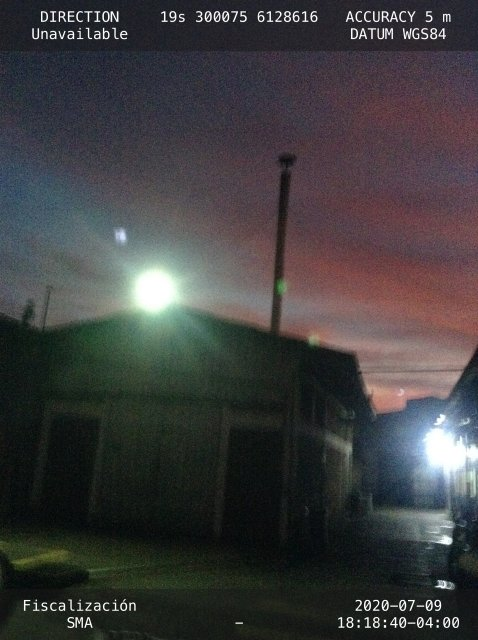 DIRECTION 19s 300075 6128616 ACCURACY 5 m
Unavailable DATUM WGS84
Fiscalización 2020-07-09
SMA - 18:18:40-04:00